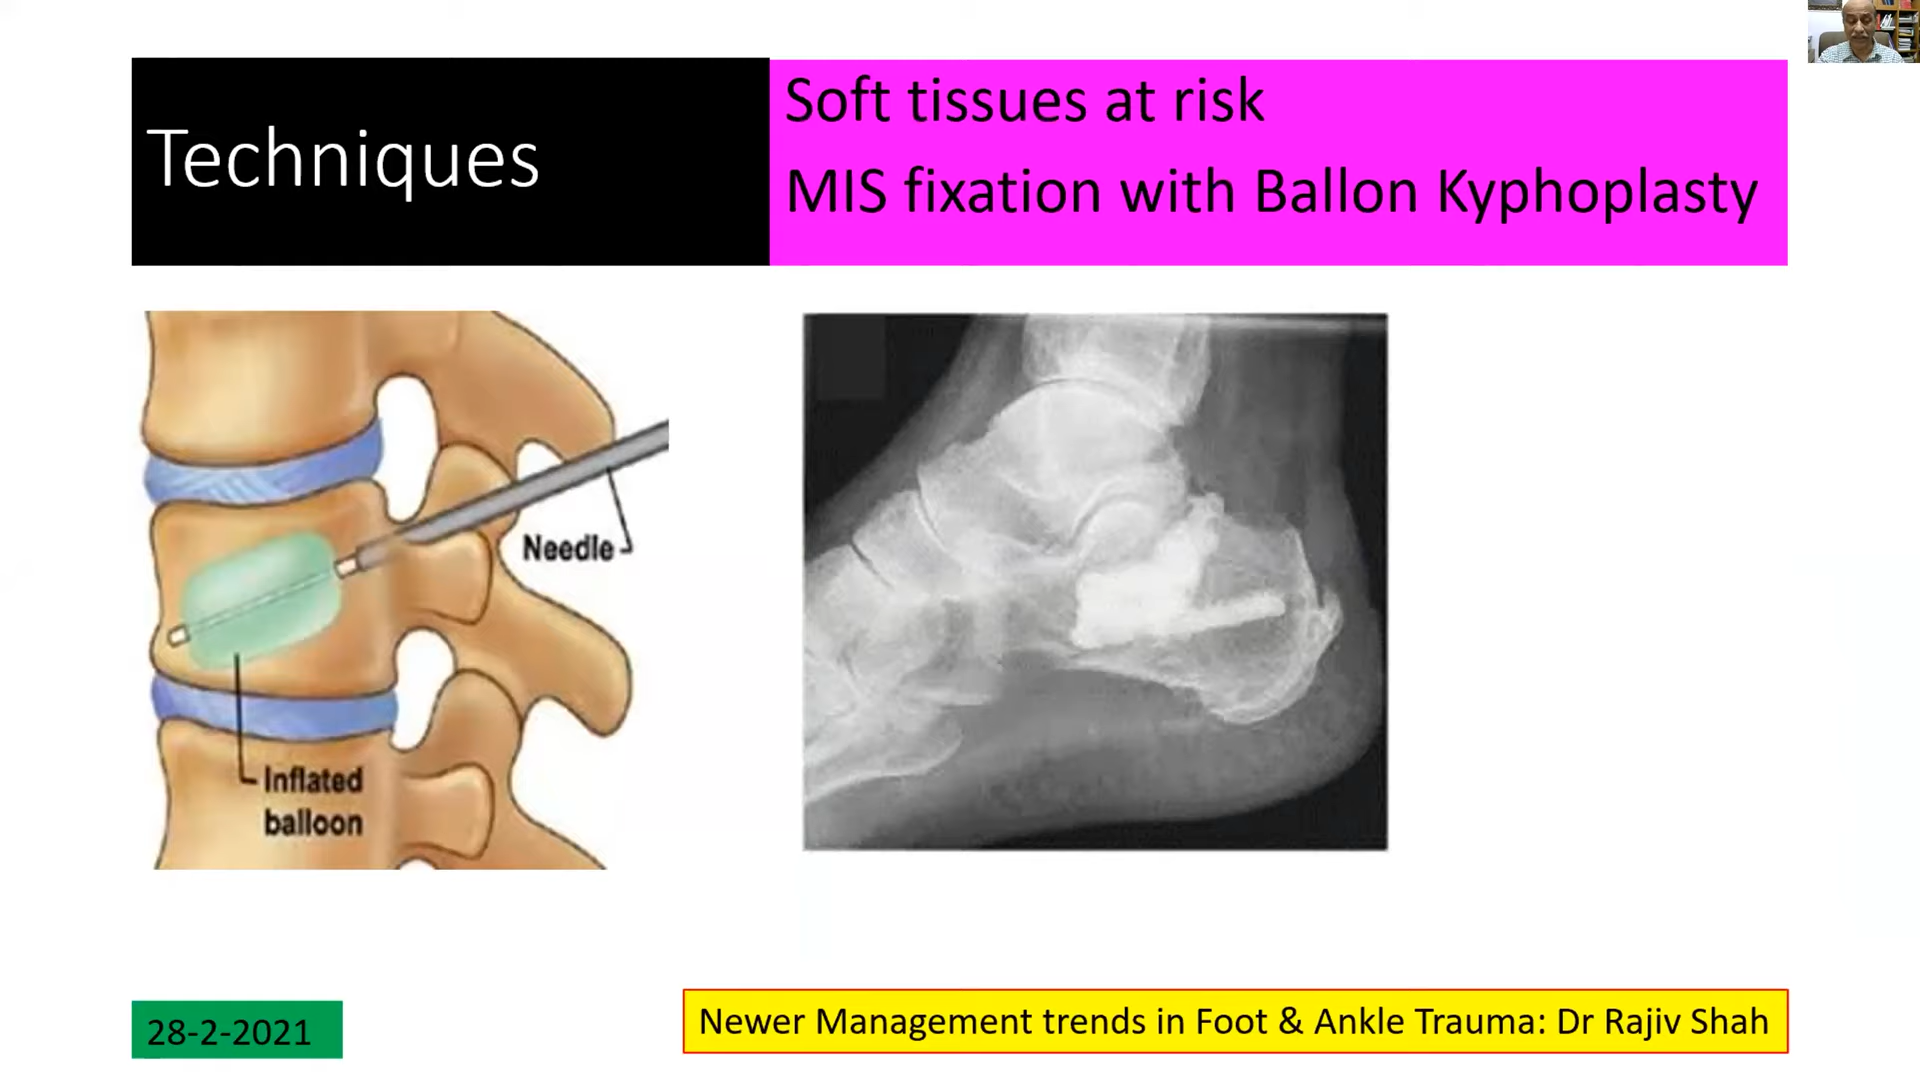 Techniques
Soft tissues at risk
MIS fixation with Ballon Kyphoplasty
Needle
Inflated
balloon
28-2-2021
Newer Management trends in Foot & Ankle Trauma: Dr Rajiv Shah